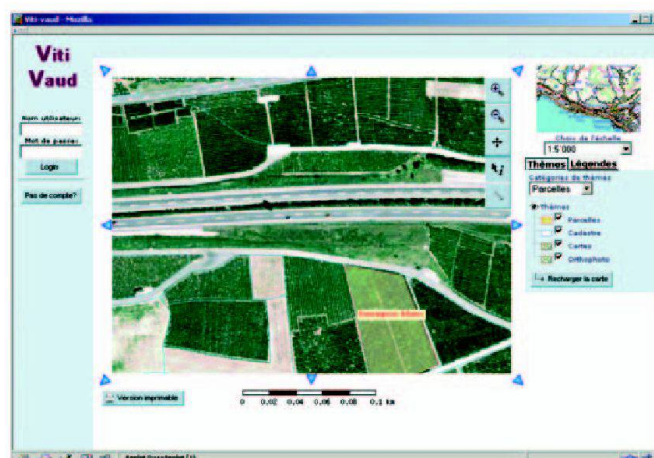 Viti-vaud - Mozilla
Viti
Vaud
Nom utilisateur:
Mot de passe:
Login
Pas de compte?
Choix de l'échelle
1:5'000
Thèmes Légendes
Catégories de thèmes
Parcelles
Thèmes
Parcelles
Cadastre
Cartes
Orthophoto
Recharger la carte
Version imprimable
0 0,02 0,04 0,06 0,08 0,1 km